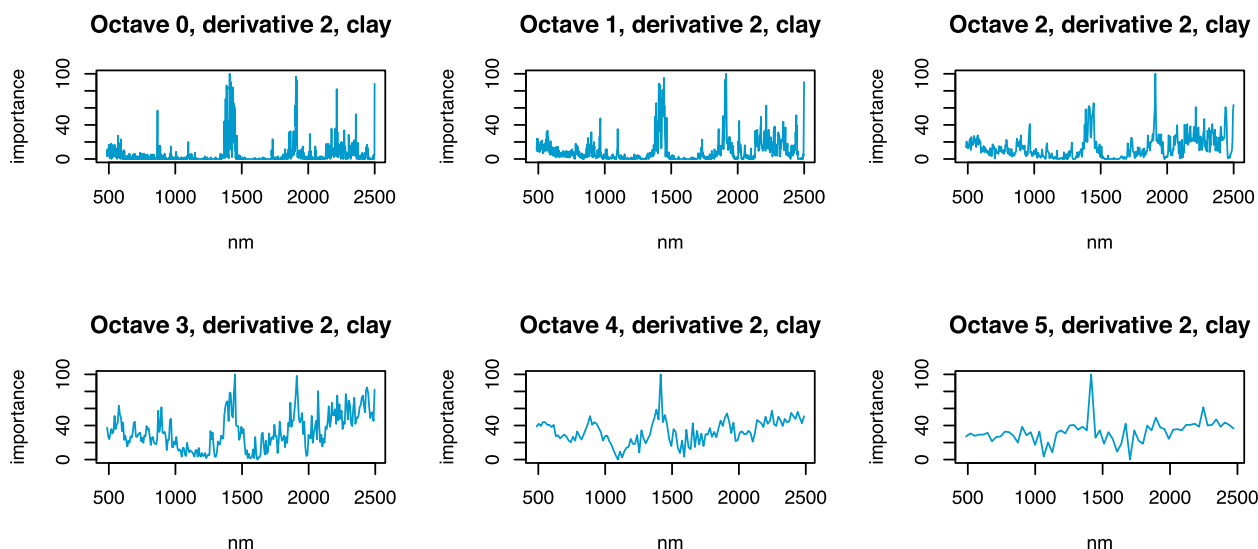 Octave 0, derivative 2, clay
importance
0 40 100
500 1000 1500 2000 2500
nm
Octave 1, derivative 2, clay
importance
0 40 100
500 1000 1500 2000 2500
nm
Octave 2, derivative 2, clay
importance
0 40 100
500 1000 1500 2000 2500
nm
Octave 3, derivative 2, clay
importance
0 40 100
500 1000 1500 2000 2500
nm
Octave 4, derivative 2, clay
importance
0 40 100
500 1000 1500 2000 2500
nm
Octave 5, derivative 2, clay
importance
0 40 100
500 1000 1500 2000 2500
nm